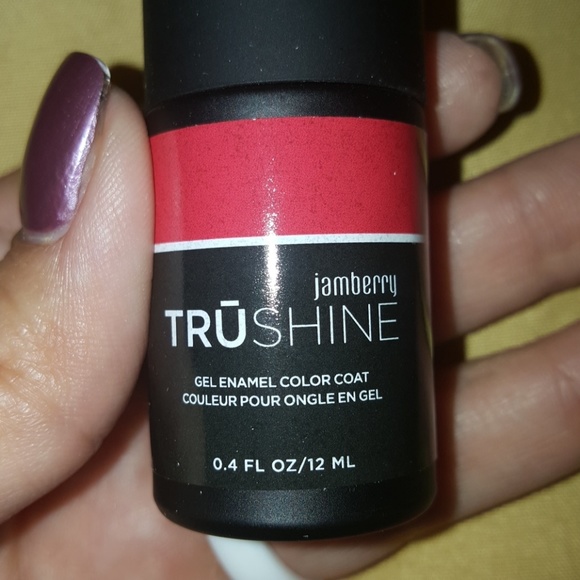 jamberry
TRŪSHINE
GEL ENAMEL COLOR COAT
COULEUR POUR ONGLE EN GEL
0.4 FL OZ/12 ML